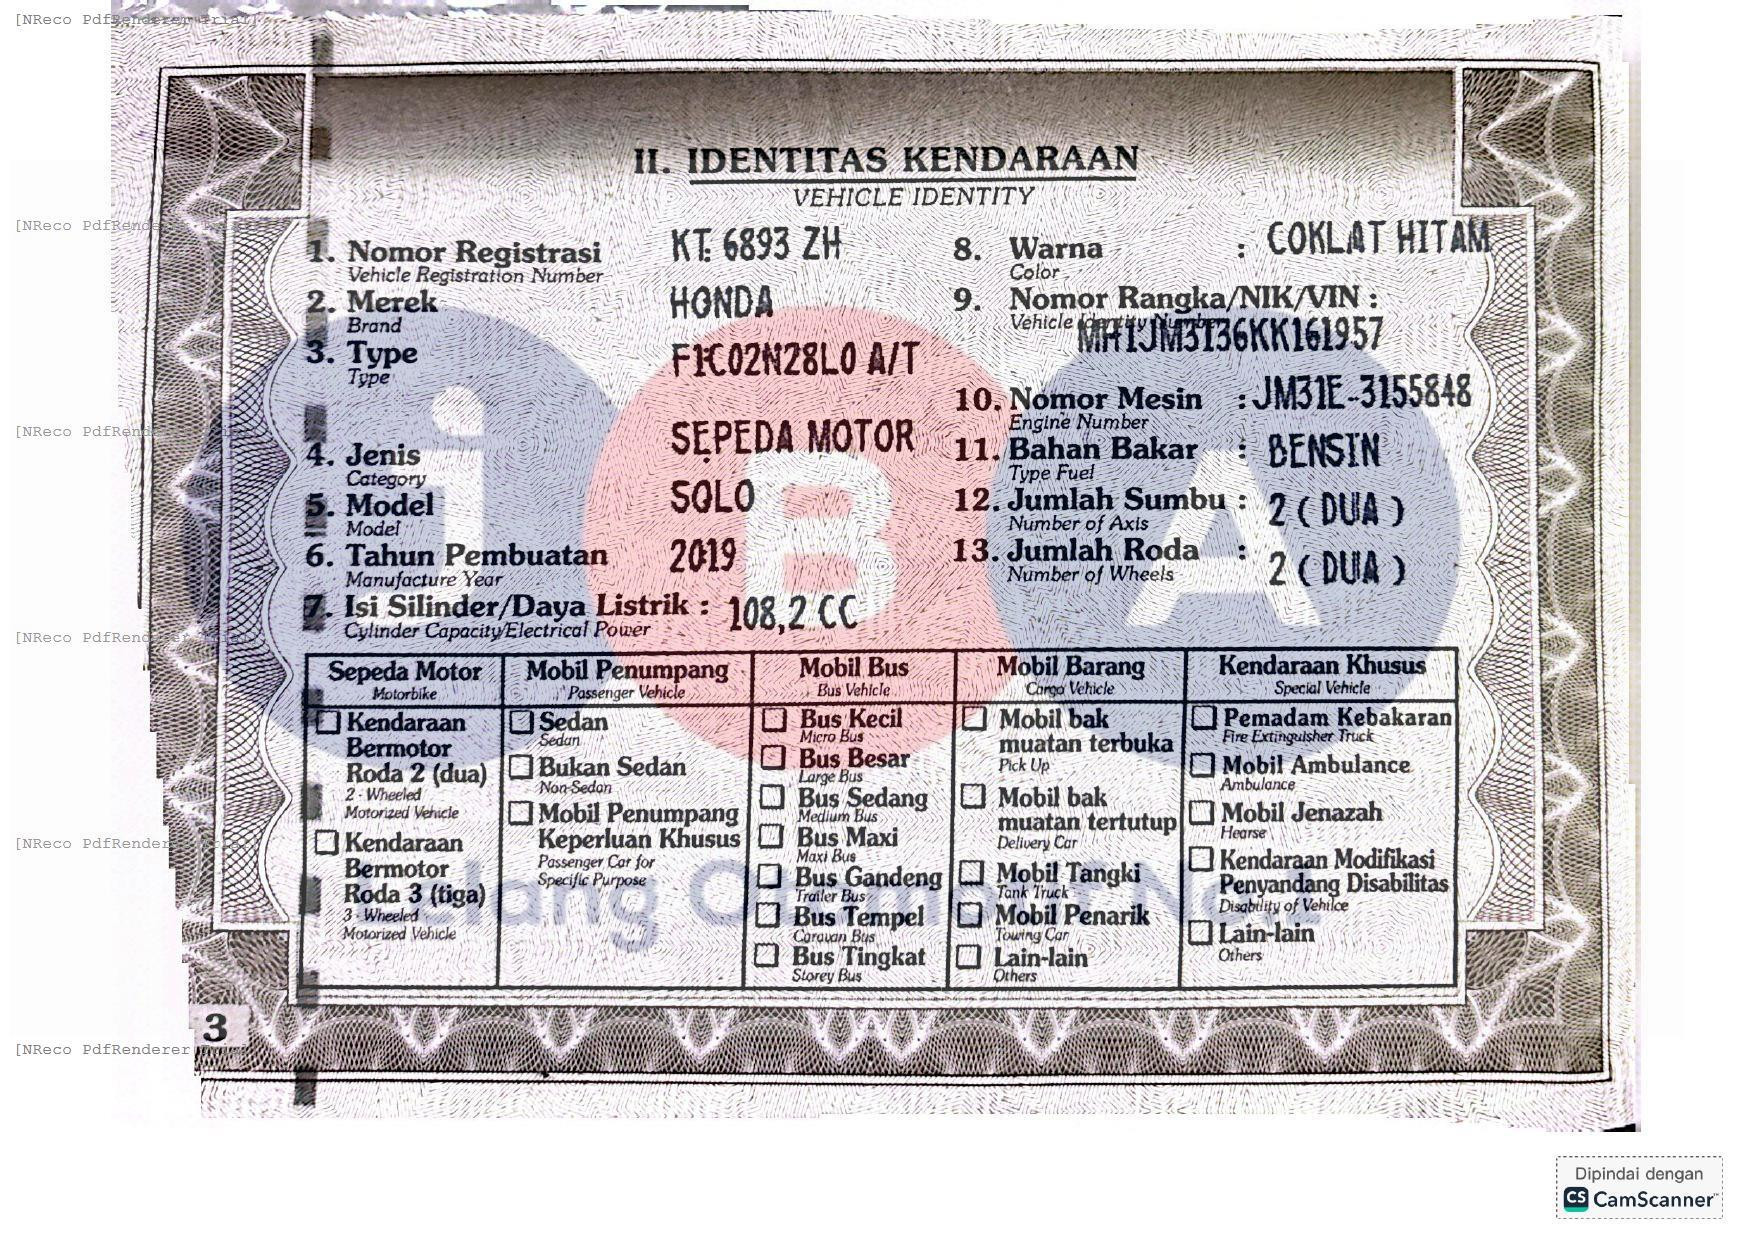 [NReco PdfRenderer Trial]
II. IDENTITAS KENDARAAN
VEHICLE IDENTITY
1. Nomor Registrasi KT 6893 ZH
Vehicle Registration Number
2. Merek HONDA
Brand
3. Type F1C02N28L0 A/T
Type
4. Jenis SEPEDA MOTOR
Category
5. Model SOLO
Model
6. Tahun Pembuatan 2019
Manufacture Year
7. Isi Silinder/Daya Listrik : 108,2 CC
Cylinder Capacity/Electrical Power
8. Warna : COKLAT HITAM
Color
9. Nomor Rangka/NIK/VIN :
Vehicle Identity Number
MH1JM3136KK161957
10. Nomor Mesin : JM31E-3155848
Engine Number
11. Bahan Bakar : BENSIN
Type Fuel
12. Jumlah Sumbu : 2 ( DUA )
Number of Axis
13. Jumlah Roda : 2 ( DUA )
Number of Wheels
iBA
Sepeda Motor
Motorbike
Kendaraan
Bermotor
Roda 2 (dua)
2 - Wheeled
Motorized Vehicle
Kendaraan
Bermotor
Roda 3 (tiga)
3 - Wheeled
Motorized Vehicle
Mobil Penumpang
Passenger Vehicle
Sedan
Sedan
Bukan Sedan
Non-Sedan
Mobil Penumpang
Keperluan Khusus
Passenger Car for
Specific Purpose
Mobil Bus
Bus Vehicle
Bus Kecil
Micro Bus
Bus Besar
Large Bus
Bus Sedang
Medium Bus
Bus Maxi
Maxi Bus
Bus Gandeng
Trailer Bus
Bus Tempel
Caravan Bus
Bus Tingkat
Storey Bus
Mobil Barang
Cargo Vehicle
Mobil bak
muatan terbuka
Pick Up
Mobil bak
muatan tertutup
Delivery Car
Mobil Tangki
Tank Truck
Mobil Penarik
Towing Car
Lain-lain
Others
Kendaraan Khusus
Special Vehicle
Pemadam Kebakaran
Fire Extinguisher Truck
Mobil Ambulance
Ambulance
Mobil Jenazah
Hearse
Kendaraan Modifikasi
Penyandang Disabilitas
Disability of Vehilce
Lain-lain
Others
3
Dipindai dengan
CS CamScanner